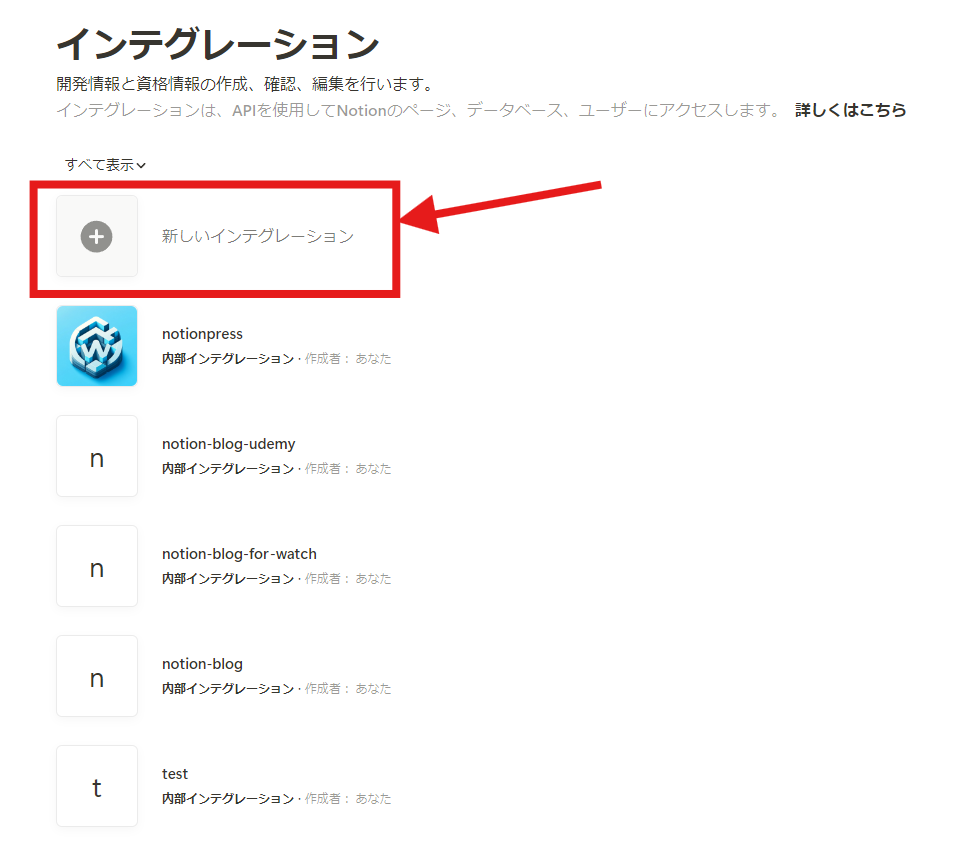 インテグレーション
開発情報と資格情報の作成、確認、編集を行います。
インテグレーションは、APIを使用してNotionのページ、データベース、ユーザーにアクセスします。 詳しくはこちら
すべて表示
新しいインテグレーション
W
notionpress
内部インテグレーション・作成者： あなた
n
notion-blog-udemy
内部インテグレーション・作成者： あなた
n
notion-blog-for-watch
内部インテグレーション・作成者： あなた
n
notion-blog
内部インテグレーション・作成者： あなた
t
test
内部インテグレーション・作成者： あなた